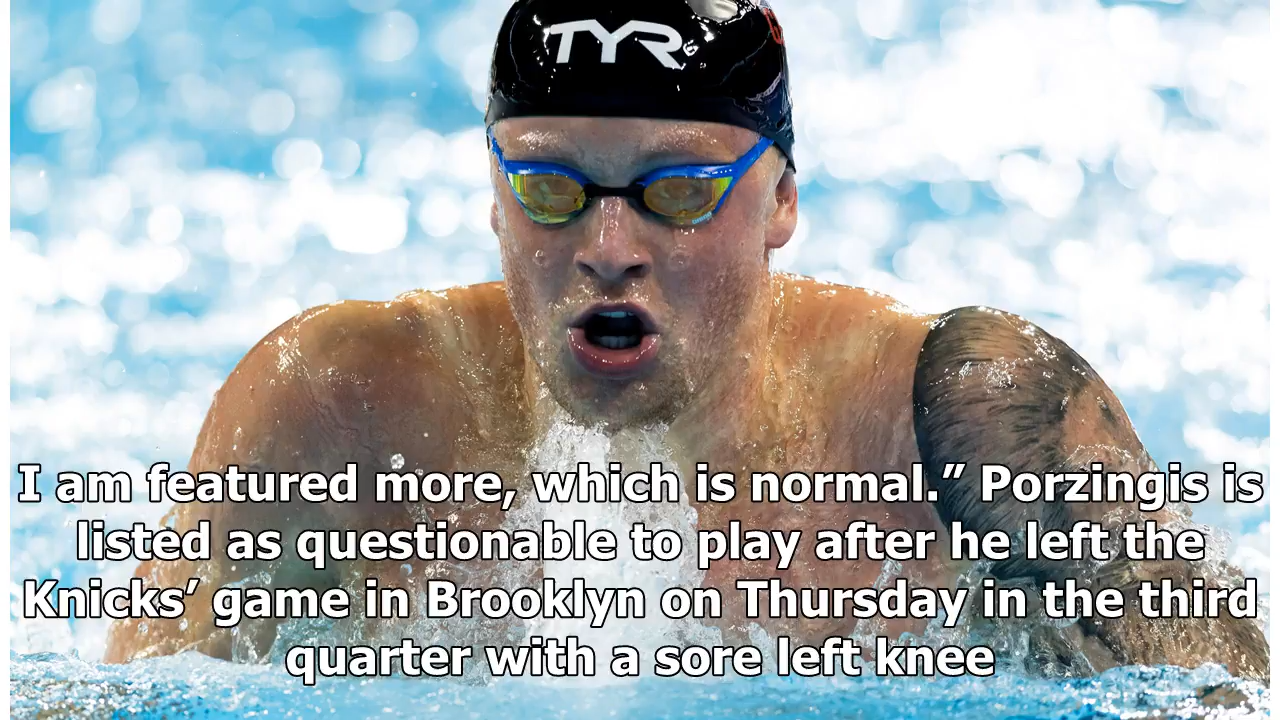 TYR
I am featured more, which is normal.” Porzingis is
listed as questionable to play after he left the
Knicks’ game in Brooklyn on Thursday in the third
quarter with a sore left knee